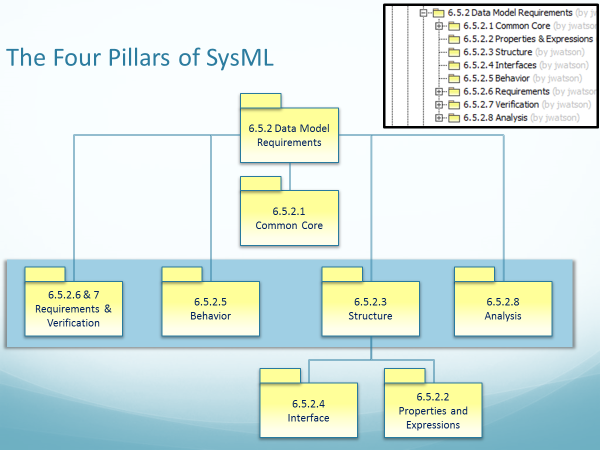 The Four Pillars of SysML
6.5.2 Data Model Requirements (by j
6.5.2.1 Common Core (by jwatson)
6.5.2.2 Properties & Expressions
6.5.2.3 Structure (by jwatson)
6.5.2.4 Interfaces (by jwatson)
6.5.2.5 Behavior (by jwatson)
6.5.2.6 Requirements (by jwatson
6.5.2.7 Verification (by jwatson)
6.5.2.8 Analysis (by jwatson)
6.5.2 Data Model
Requirements
6.5.2.1
Common Core
6.5.2.6 & 7
Requirements &
Verification
6.5.2.5
Behavior
6.5.2.3
Structure
6.5.2.8
Analysis
6.5.2.4
Interface
6.5.2.2
Properties and
Expressions